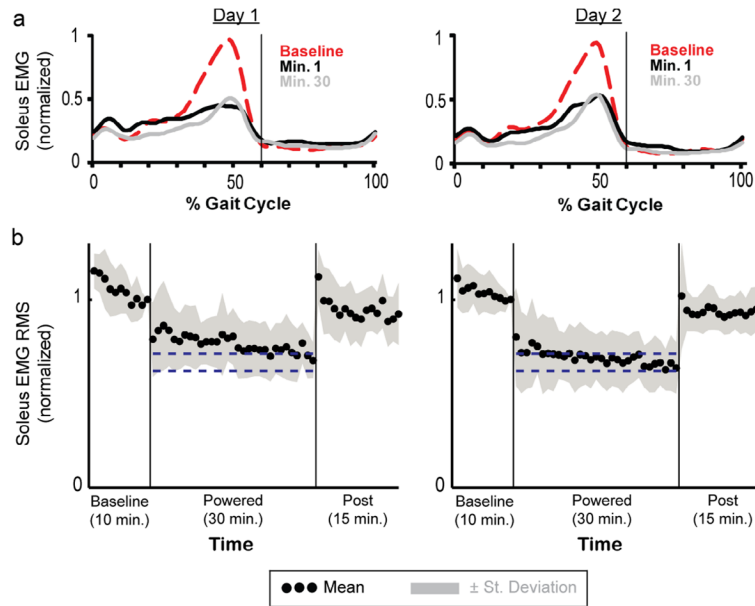 a
Day 1
Day 2
Soleus EMG
(normalized)
1
0.5
0
Baseline
Min. 1
Min. 30
0
50
100
% Gait Cycle
1
0.5
0
Baseline
Min. 1
Min. 30
0
50
100
% Gait Cycle
b
Soleus EMG RMS
(normalized)
1
0
Baseline
(10 min.)
Powered
(30 min.)
Post
(15 min.)
Time
1
0
Baseline
(10 min.)
Powered
(30 min.)
Post
(15 min.)
Time
Mean
± St. Deviation